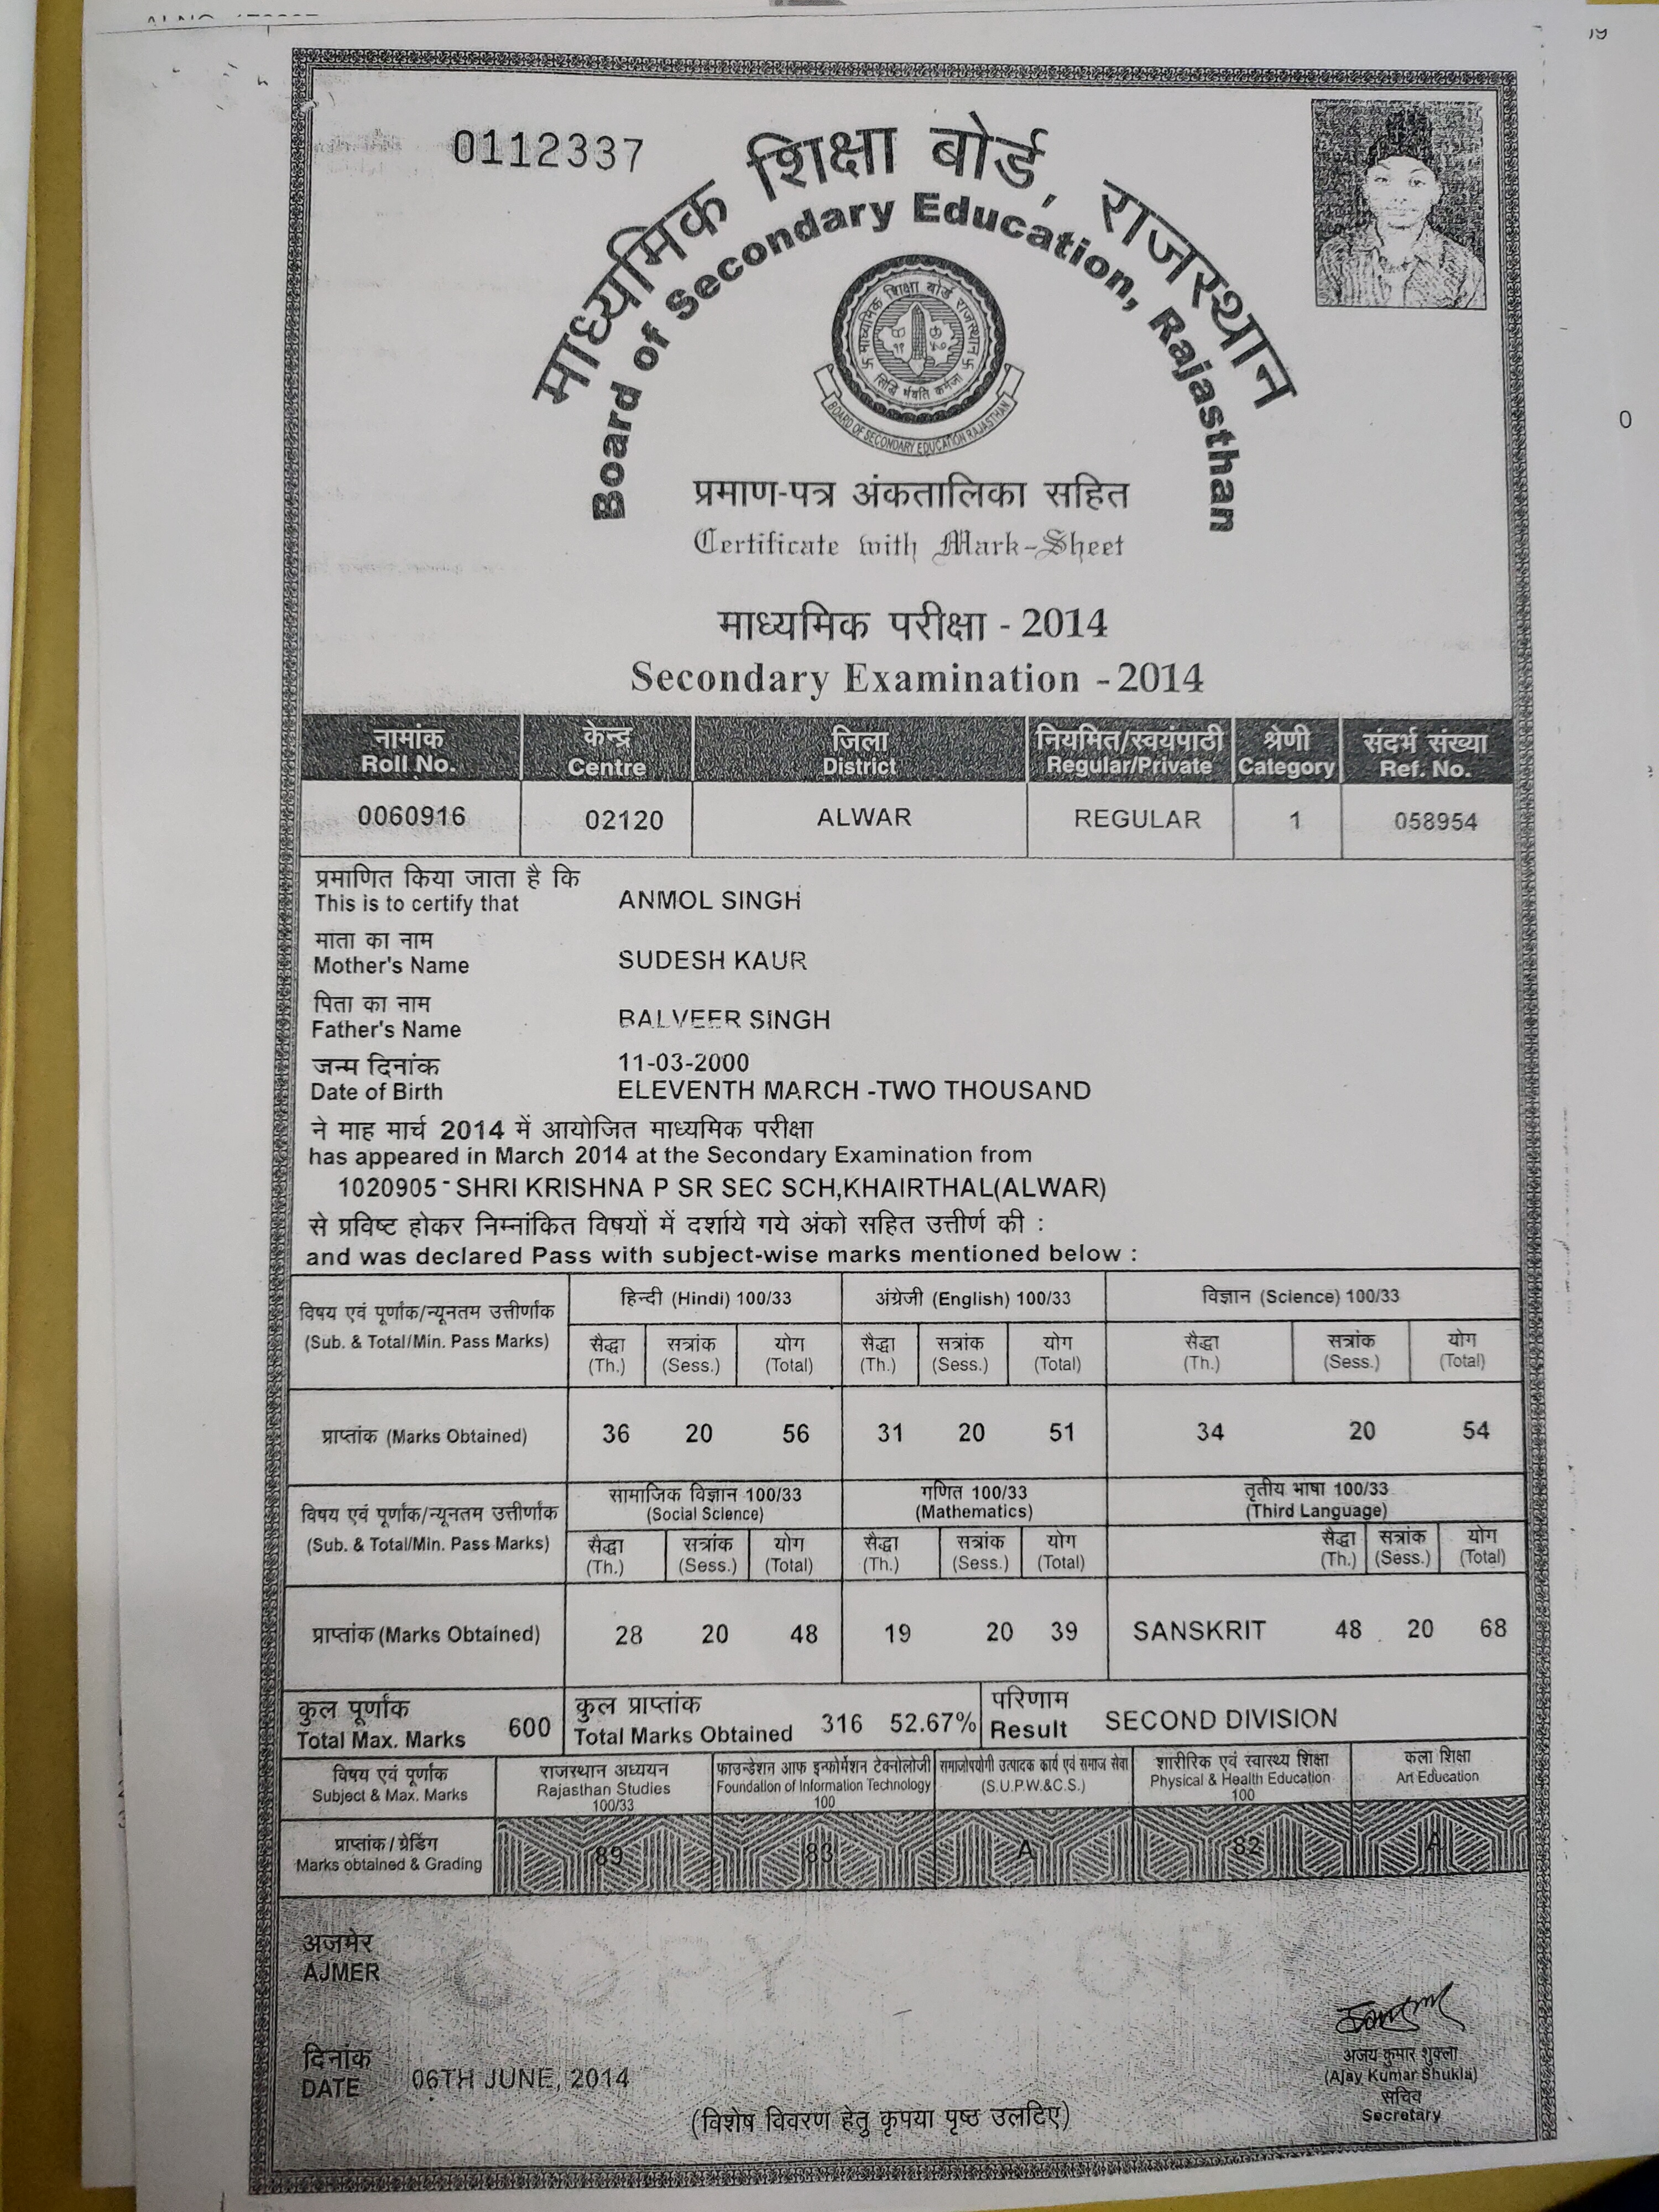 0112337
माध्यमिक शिक्षा बोर्ड, राजस्थान
Board of Secondary Education, Rajasthan
माध्यमिक शिक्षा बोर्ड राजस्थान
सिद्धि र्भवति कर्मजा
BOARD OF SECONDARY EDUCATION RAJASTHAN
प्रमाण-पत्र अंकतालिका सहित
Certificate with Mark-Sheet
माध्यमिक परीक्षा - 2014
Secondary Examination - 2014
नामांक केन्द्र जिला नियमित/स्वयंपाठी श्रेणी संदर्भ संख्या
Roll No. Centre District Regular/Private Category Ref. No.
0060916 02120 ALWAR REGULAR 1 058954
प्रमाणित किया जाता है कि
This is to certify that ANMOL SINGH
माता का नाम
Mother's Name SUDESH KAUR
पिता का नाम
Father's Name BALVEER SINGH
जन्म दिनांक 11-03-2000
Date of Birth ELEVENTH MARCH -TWO THOUSAND
ने माह मार्च 2014 में आयोजित माध्यमिक परीक्षा
has appeared in March 2014 at the Secondary Examination from
1020905 - SHRI KRISHNA P SR SEC SCH,KHAIRTHAL(ALWAR)
से प्रविष्ट होकर निम्नांकित विषयों में दर्शाये गये अंको सहित उत्तीर्ण की :
and was declared Pass with subject-wise marks mentioned below :
विषय एवं पूर्णांक/न्यूनतम उत्तीर्णांक हिन्दी (Hindi) 100/33 अंग्रेजी (English) 100/33 विज्ञान (Science) 100/33
(Sub. & Total/Min. Pass Marks) सैद्धा सत्रांक योग सैद्धा सत्रांक योग सैद्धा सत्रांक योग
(Th.) (Sess.) (Total) (Th.) (Sess.) (Total) (Th.) (Sess.) (Total)
प्राप्तांक (Marks Obtained) 36 20 56 31 20 51 34 20 54
विषय एवं पूर्णांक/न्यूनतम उत्तीर्णांक सामाजिक विज्ञान 100/33 गणित 100/33 तृतीय भाषा 100/33
(Social Science) (Mathematics) (Third Language)
(Sub. & Total/Min. Pass Marks) सैद्धा सत्रांक योग सैद्धा सत्रांक योग सैद्धा सत्रांक योग
(Th.) (Sess.) (Total) (Th.) (Sess.) (Total) (Th.) (Sess.) (Total)
प्राप्तांक (Marks Obtained) 28 20 48 19 20 39 SANSKRIT 48 20 68
कुल पूर्णांक कुल प्राप्तांक परिणाम
Total Max. Marks 600 Total Marks Obtained 316 52.67% Result SECOND DIVISION
विषय एवं पूर्णांक राजस्थान अध्ययन फाउन्डेशन आफ इन्फोर्मेशन टेक्नोलोजी समाजोपयोगी उत्पादक कार्य एवं समाज सेवा शारीरिक एवं स्वास्थ्य शिक्षा कला शिक्षा
Subject & Max. Marks Rajasthan Studies Foundation of Information Technology (S.U.P.W.&C.S.) Physical & Health Education Art Education
100/33 100 100
प्राप्तांक / ग्रेडिंग
Marks obtained & Grading 89 83 A 82 A
COPY COPY
अजमेर
AJMER
दिनांक
DATE 06TH JUNE, 2014
अजय कुमार शुक्ला
(Ajay Kumar Shukla)
सचिव
Secretary
(विशेष विवरण हेतु कृपया पृष्ठ उलटिए)